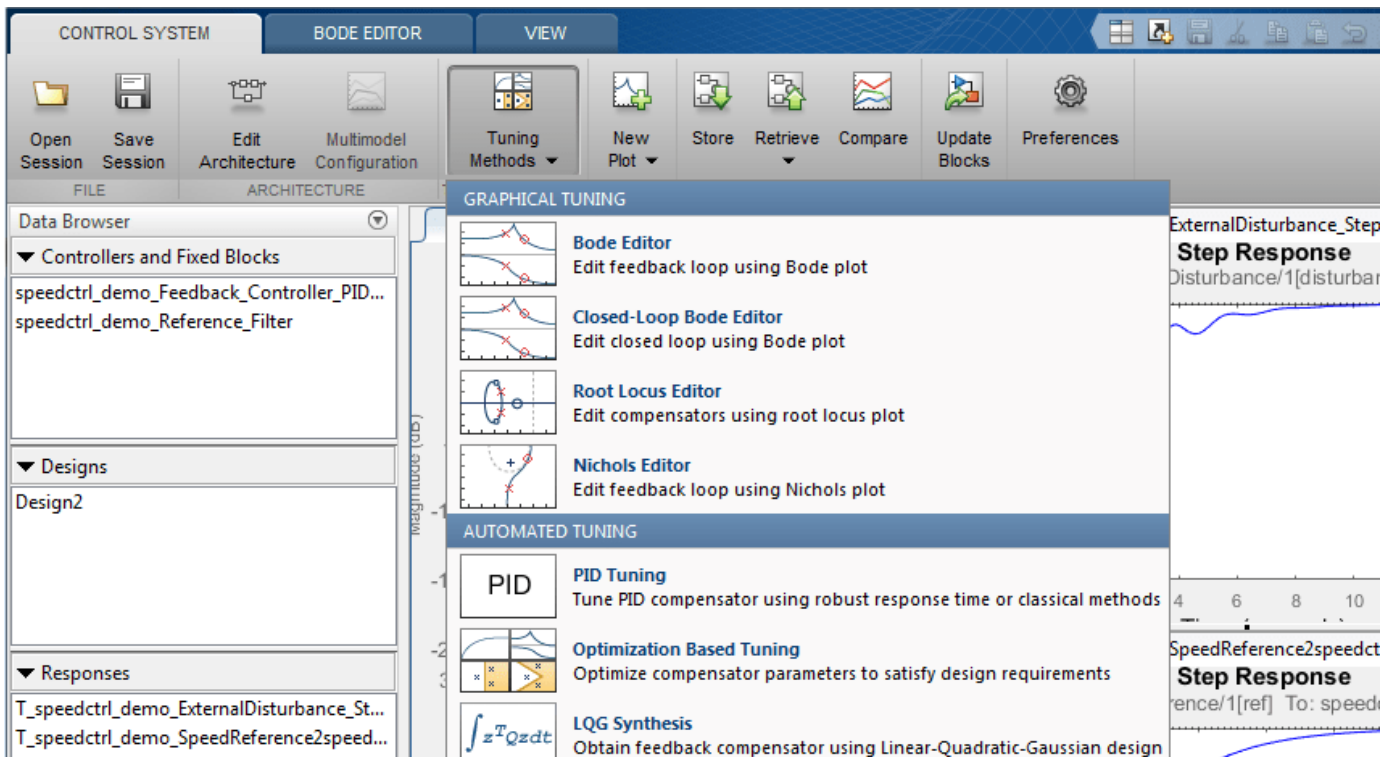 CONTROL SYSTEM
BODE EDITOR
VIEW
Open
Session
Save
Session
Edit
Architecture
Multimodel
Configuration
Tuning
Methods
New
Plot
Store
Retrieve
Compare
Update
Blocks
Preferences
FILE
ARCHITECTURE
Data Browser
Controllers and Fixed Blocks
speedctrl_demo_Feedback_Controller_PID...
speedctrl_demo_Reference_Filter
Designs
Design2
Responses
T_speedctrl_demo_ExternalDisturbance_St...
T_speedctrl_demo_SpeedReference2speed...
Magnitude (dB)
GRAPHICAL TUNING
Bode Editor
Edit feedback loop using Bode plot
Closed-Loop Bode Editor
Edit closed loop using Bode plot
Root Locus Editor
Edit compensators using root locus plot
Nichols Editor
Edit feedback loop using Nichols plot
AUTOMATED TUNING
PID
PID Tuning
Tune PID compensator using robust response time or classical methods
Optimization Based Tuning
Optimize compensator parameters to satisfy design requirements
∫zᵀQzdt
LQG Synthesis
Obtain feedback compensator using Linear-Quadratic-Gaussian design
ExternalDisturbance_Step
Step Response
Disturbance/1[disturbar
4 6 8 10
SpeedReference2speedct
Step Response
rence/1[ref] To: speed